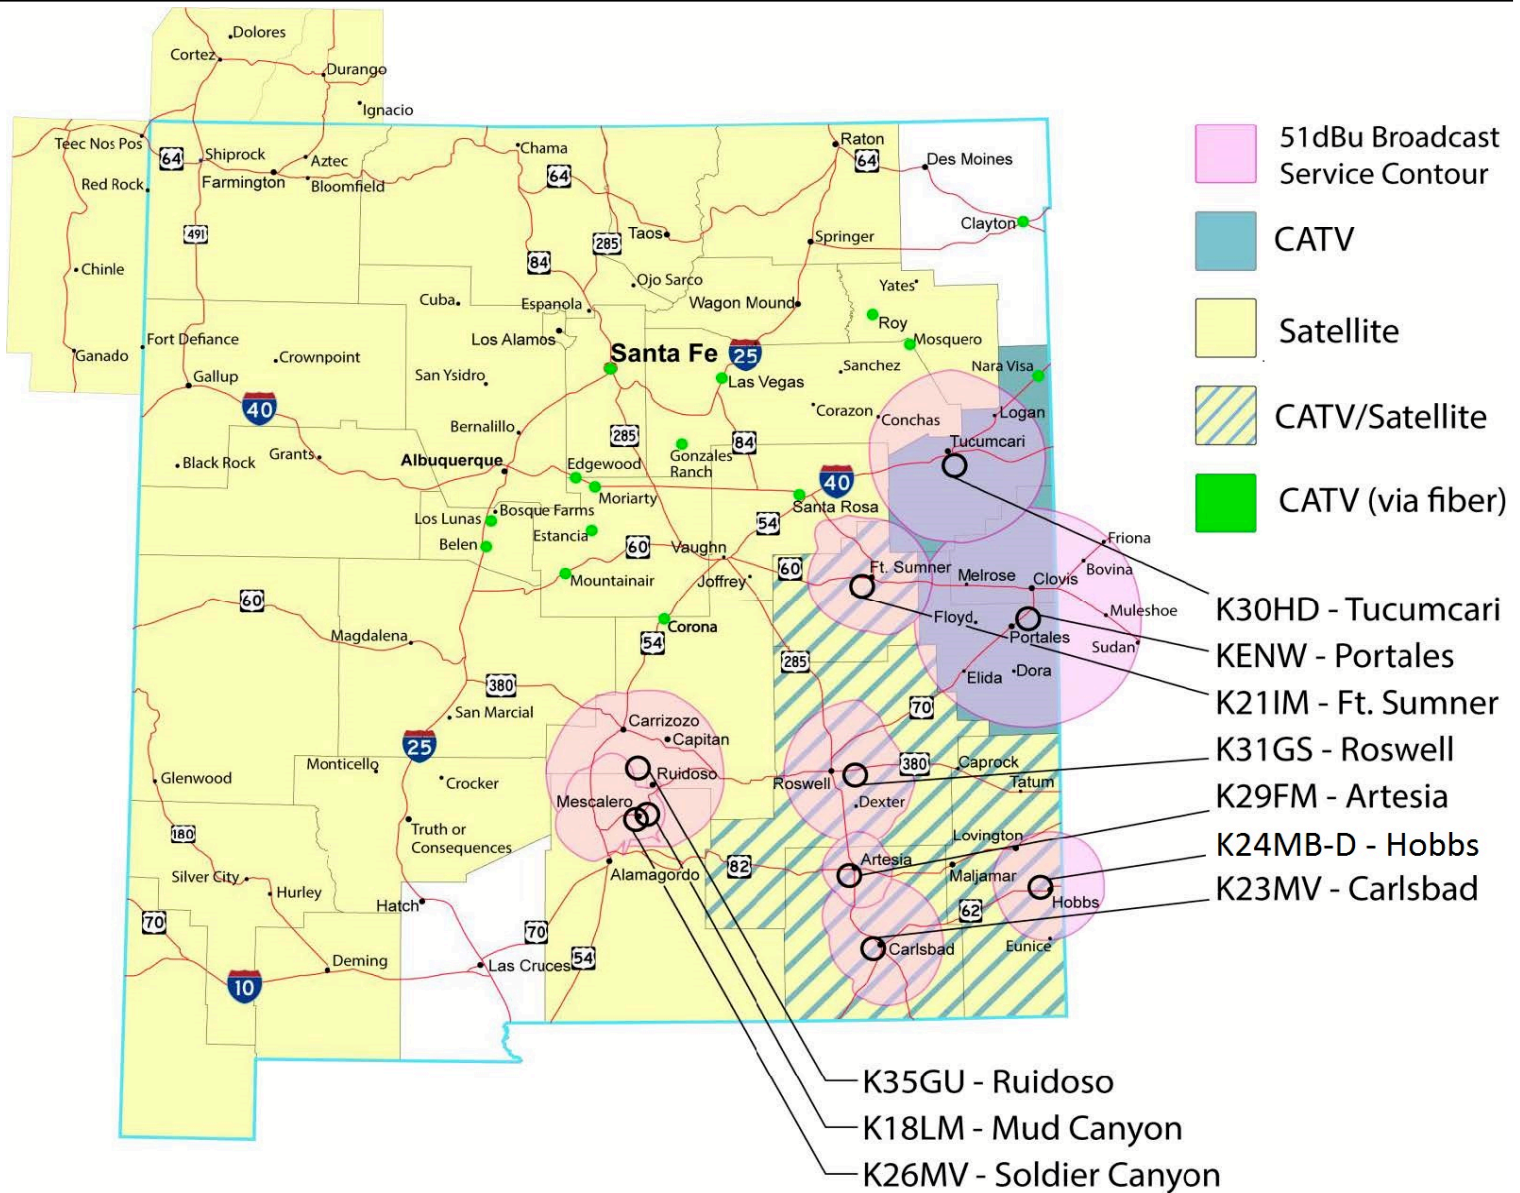 Dolores
Cortez
Durango
Ignacio
Teec Nos Pos
64
Shiprock
Aztec
Chama
Raton
64
Des Moines
Red Rock
Farmington
Bloomfield
64
491
Taos
Clayton
285
84
Springer
Chinle
Ojo Sarco
Yates
Cuba
Espanola
Wagon Mound
Roy
Los Alamos
Fort Defiance
Ganado
Crownpoint
Santa Fe
25
Mosquero
Gallup
San Ysidro
Las Vegas
Sanchez
Nara Visa
40
Corazon
Conchas
Logan
Bernalillo
285
84
Tucumcari
Black Rock
Grants
Albuquerque
Edgewood
Gonzales
Ranch
40
Moriarty
Santa Rosa
Los Lunas
Bosque Farms
Estancia
54
Belen
60
Vaughn
Friona
Mountainair
Joffrey
60
Ft. Sumner
Melrose
Clovis
Bovina
60
Corona
Floyd
Portales
Muleshoe
Magdalena
54
285
Sudan
Elida
Dora
380
San Marcial
70
25
Carrizozo
Capitan
Monticello
Crocker
Ruidoso
Roswell
380
Caprock
Tatum
Glenwood
Mescalero
Dexter
180
Truth or
Consequences
Lovington
Silver City
Hurley
Alamagordo
82
Artesia
Maljamar
70
Hatch
70
62
Hobbs
Eunice
10
Deming
Las Cruces
54
Carlsbad
51dBu Broadcast
Service Contour
CATV
Satellite
CATV/Satellite
CATV (via fiber)
K30HD - Tucumcari
KENW - Portales
K21IM - Ft. Sumner
K31GS - Roswell
K29FM - Artesia
K24MB-D - Hobbs
K23MV - Carlsbad
K35GU - Ruidoso
K18LM - Mud Canyon
K26MV - Soldier Canyon